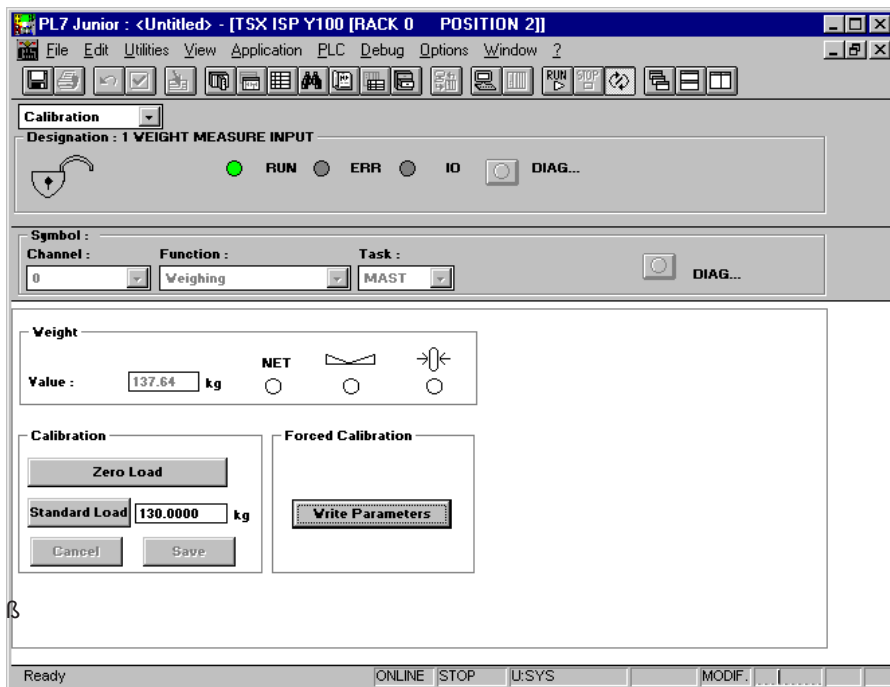 PL7 Junior : <Untitled> - [TSX ISP Y100 [RACK 0 POSITION 2]]
File Edit Utilities View Application PLC Debug Options Window ?
RUN STOP
Calibration
Designation : 1 WEIGHT MEASURE INPUT
RUN ERR IO DIAG...
Symbol :
Channel : Function : Task :
0 Weighing MAST DIAG...
Weight
NET
Value : 137.64 kg
Calibration Forced Calibration
Zero Load
Standard Load 130.0000 kg Write Parameters
Cancel Save
ß
Ready ONLINE STOP U:SYS MODIF.